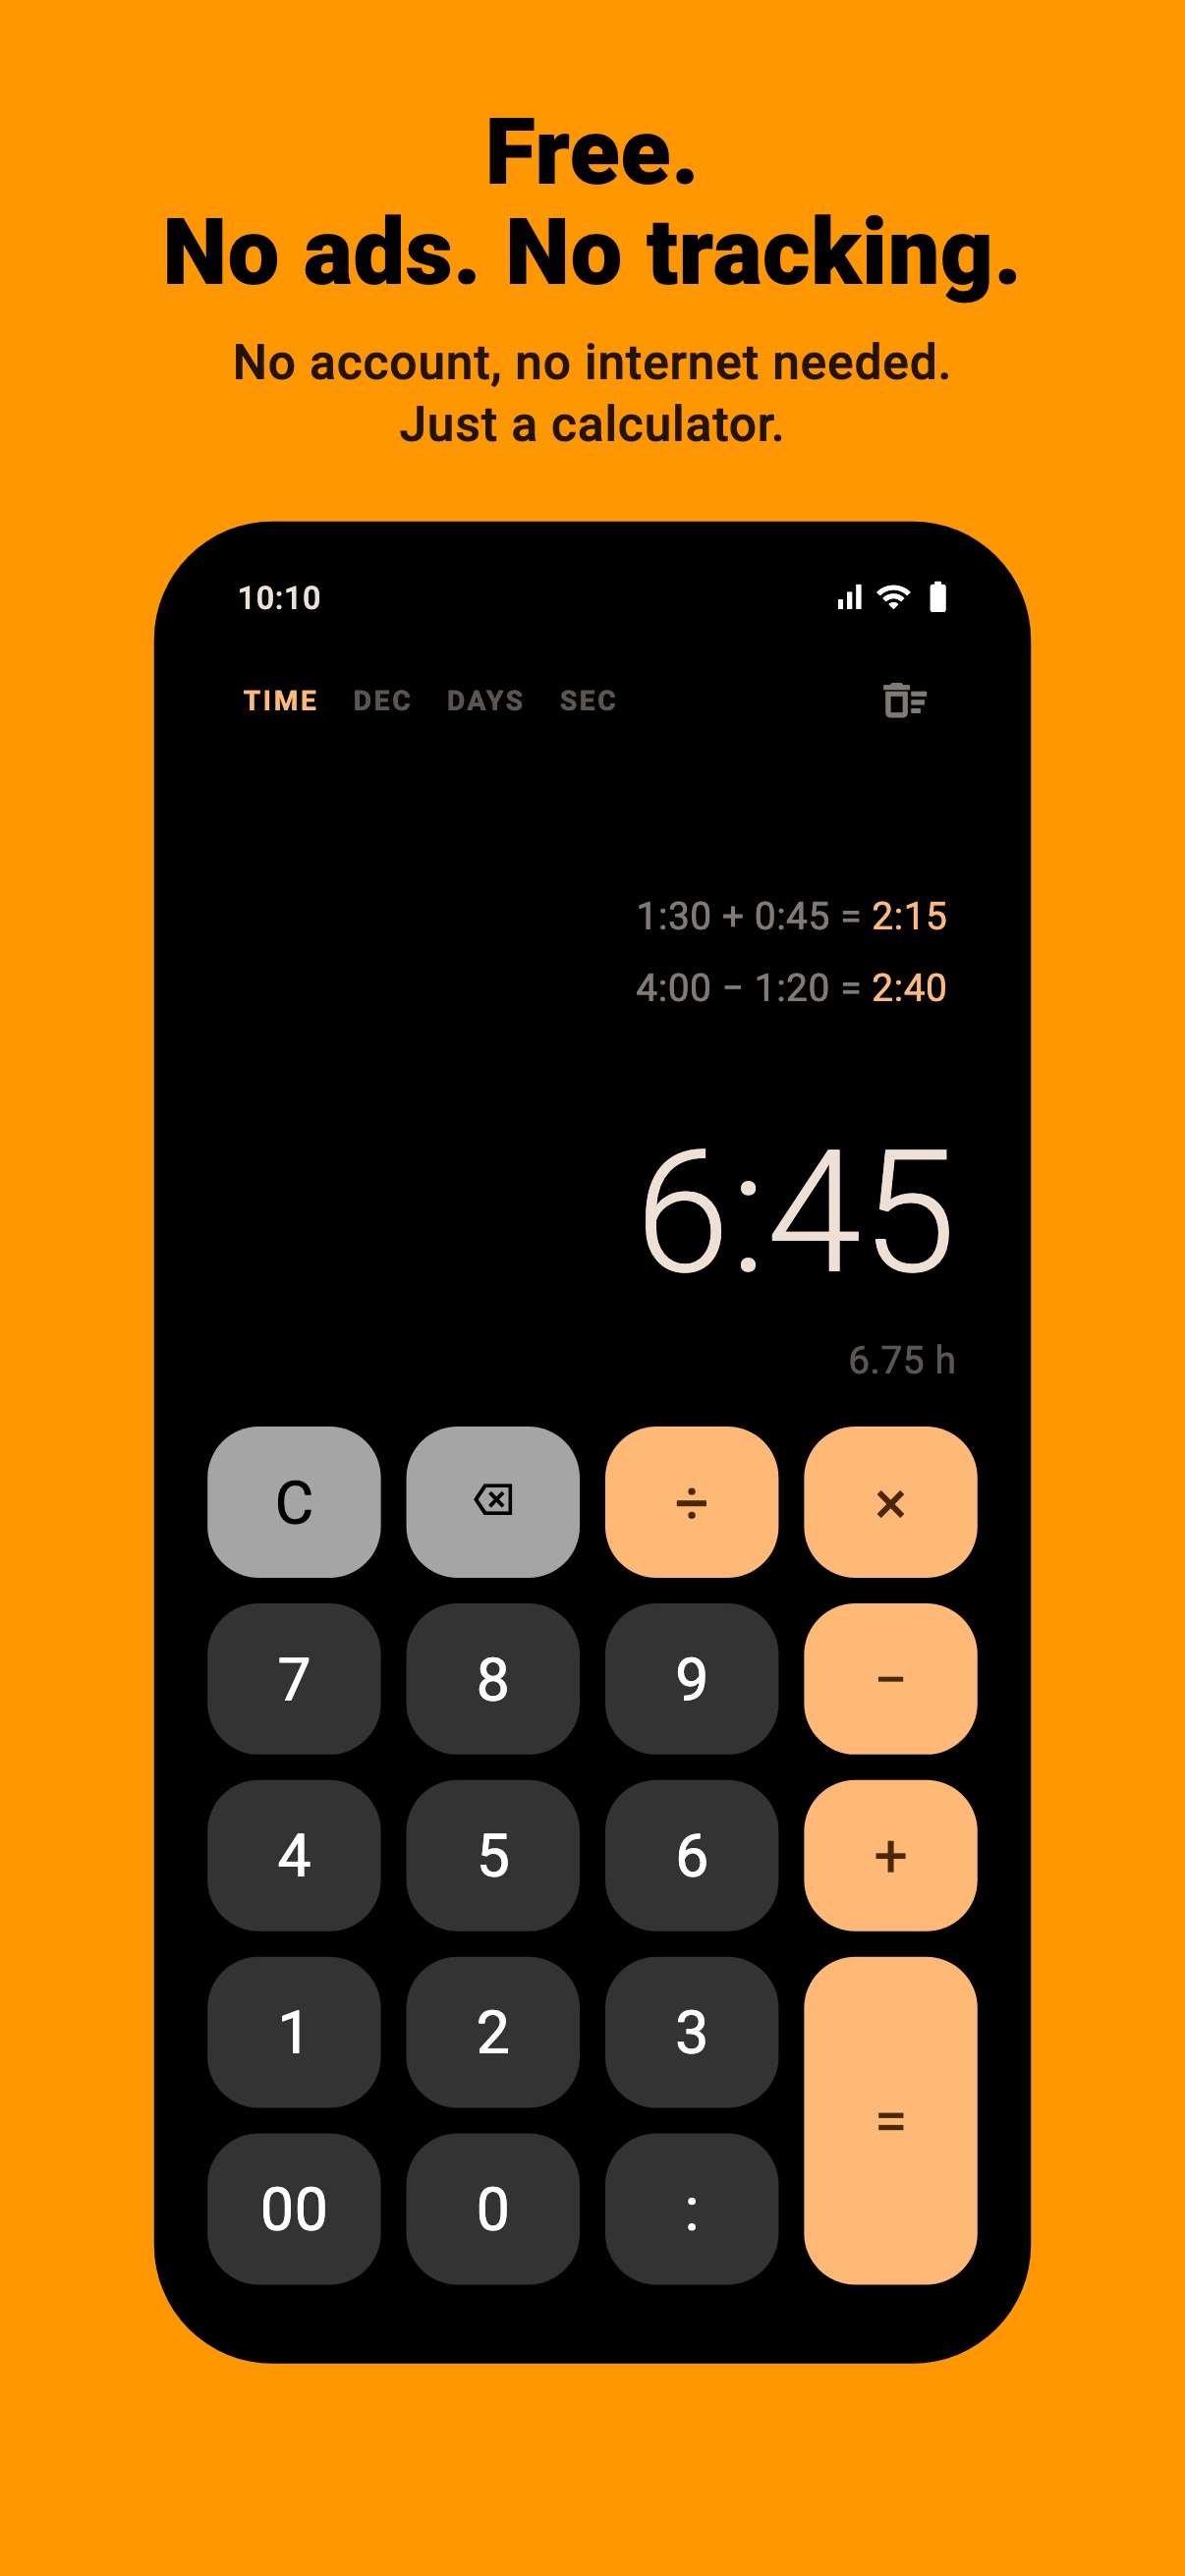 Free.
No ads. No tracking.
No account, no internet needed.
Just a calculator.
10:10
TIME DEC DAYS SEC
1:30 + 0:45 = 2:15
4:00 − 1:20 = 2:40
6:45
6.75 h
C ÷ ×
7 8 9 −
4 5 6 +
1 2 3
=
00 0 :